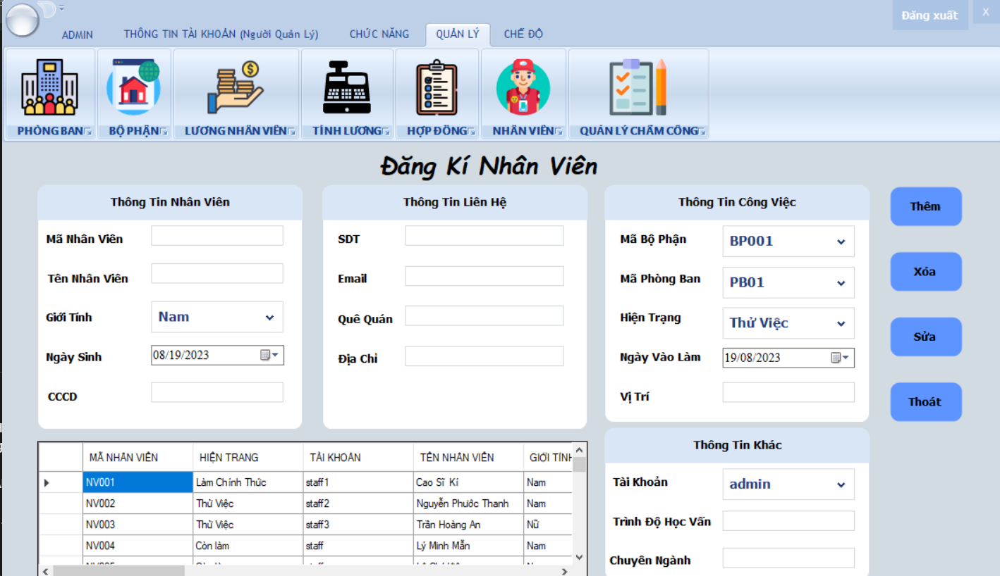 Đăng xuất
X
ADMIN
THÔNG TIN TÀI KHOẢN (Người Quản Lý)
CHỨC NĂNG
QUẢN LÝ
CHẾ ĐỘ
PHÒNG BAN
BỘ PHẬN
LƯƠNG NHÂN VIÊN
TÍNH LƯƠNG
HỢP ĐỒNG
NHÂN VIÊN
QUẢN LÝ CHẤM CÔNG
Đăng Kí Nhân Viên
Thông Tin Nhân Viên
Mã Nhân Viên
Tên Nhân Viên
Giới Tính
Nam
Ngày Sinh
08/19/2023
CCCD
Thông Tin Liên Hệ
SDT
Email
Quê Quán
Địa Chỉ
Thông Tin Công Việc
Mã Bộ Phận
BP001
Mã Phòng Ban
PB01
Hiện Trạng
Thử Việc
Ngày Vào Làm
19/08/2023
Vị Trí
Thêm
Xóa
Sửa
Thoát
MÃ NHÂN VIÊN HIỆN TRANG TÀI KHOẢN TÊN NHÂN VIÊN GIỚI TÍNH
NV001 Làm Chính Thức staff1 Cao Sĩ Kí Nam
NV002 Thử Việc staff2 Nguyễn Phước Thanh Nam
NV003 Thử Việc staff3 Trần Hoàng An Nữ
NV004 Còn làm staff Lý Minh Mẫn Nam
Thông Tin Khác
Tài Khoản
admin
Trình Độ Học Vấn
Chuyên Ngành